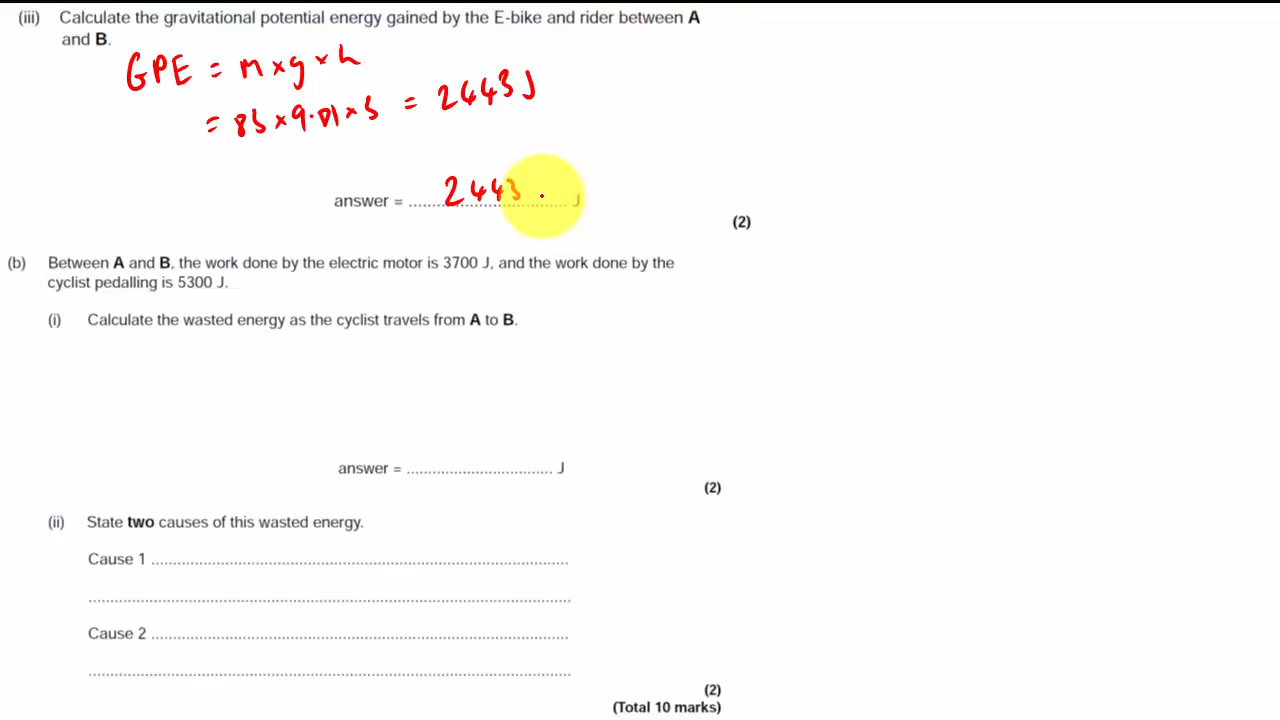 (iii) Calculate the gravitational potential energy gained by the E-bike and rider between A
and B.
GPE = m × g × h
= 85 × 9.81 × 3 = 2443 J
answer = .......... 2443 .......... J
(2)
(b) Between A and B, the work done by the electric motor is 3700 J, and the work done by the
cyclist pedalling is 5300 J.
(i) Calculate the wasted energy as the cyclist travels from A to B.
answer = .................................. J
(2)
(ii) State two causes of this wasted energy.
Cause 1 ..........................................................................................
..........................................................................................
Cause 2 ..........................................................................................
..........................................................................................
(2)
(Total 10 marks)